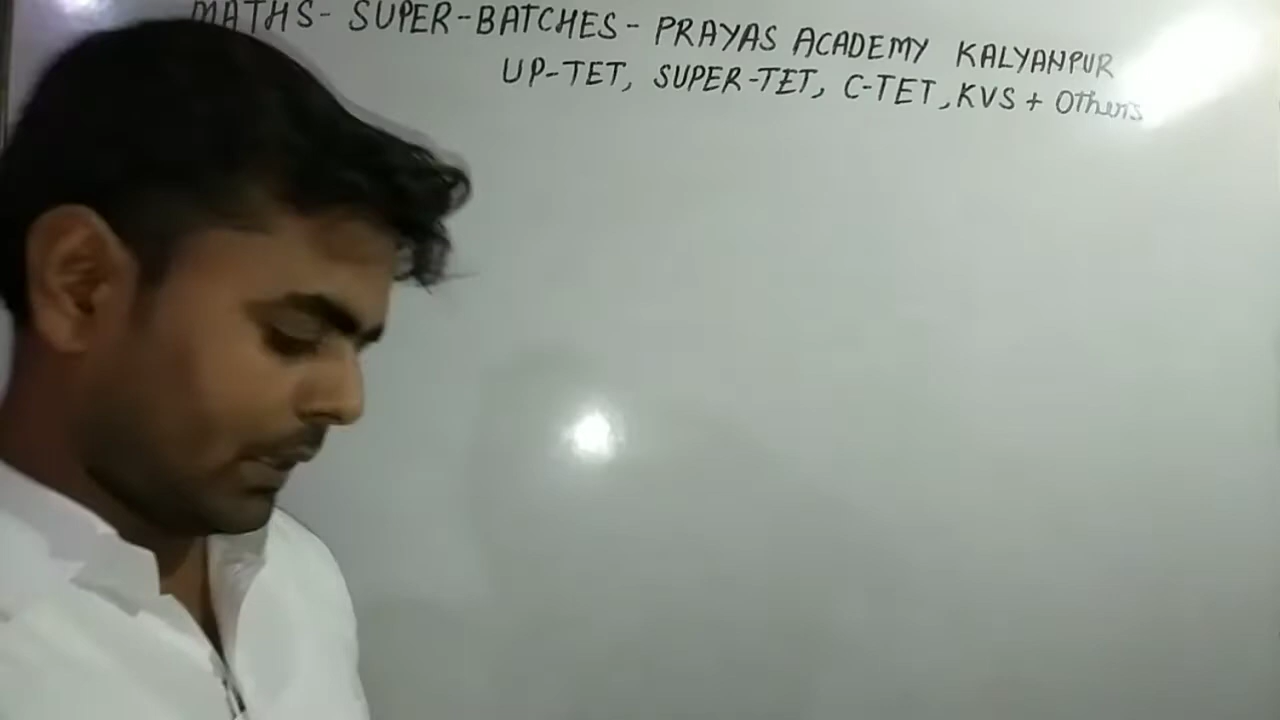 MATHS- SUPER-BATCHES- PRAYAS ACADEMY KALYANPUR
UP-TET, SUPER-TET, C-TET, KVS + Others